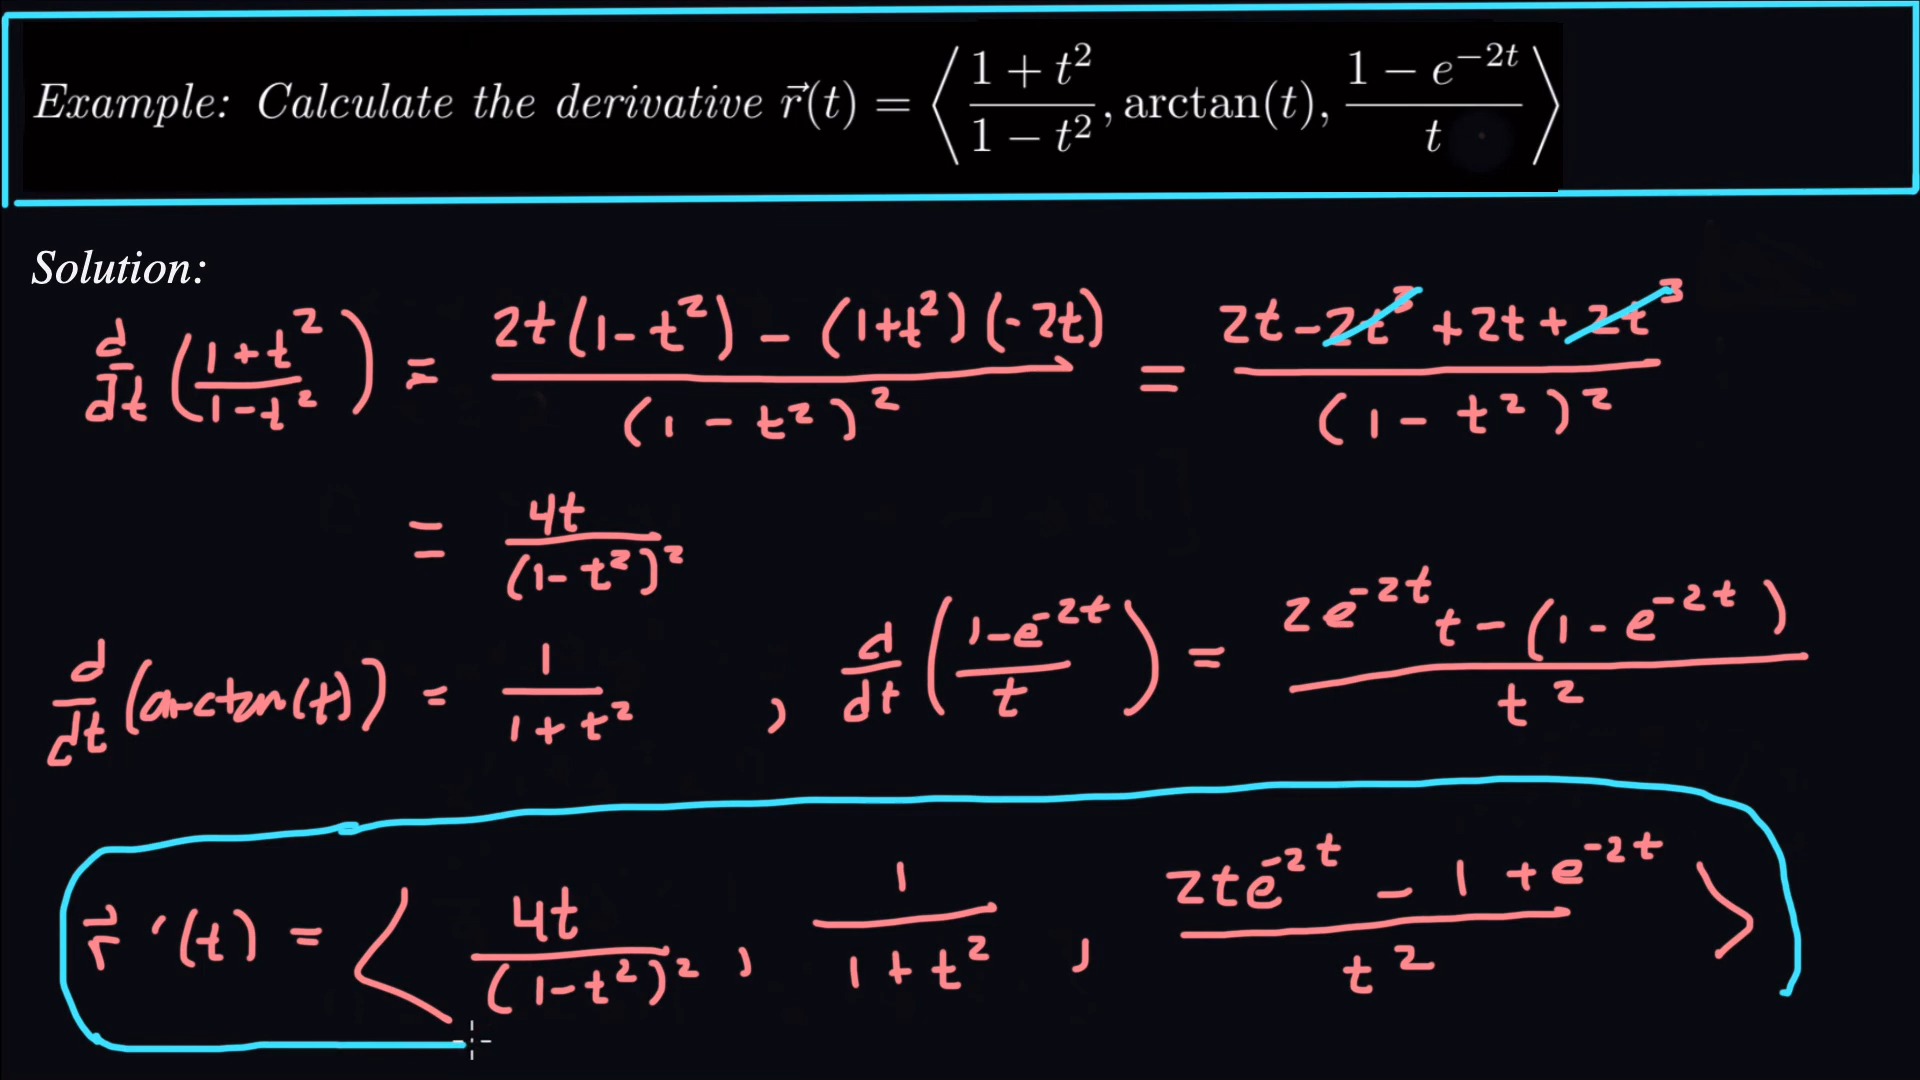 Example: Calculate the derivative r⃗(t) = ⟨ (1 + t²)/(1 − t²), arctan(t), (1 − e^(−2t))/t ⟩
Solution:
d/dt ((1+t²)/(1-t²)) = (2t(1-t²) - (1+t²)(-2t))/(1-t²)² = (2t - 2t³ + 2t + 2t³)/(1-t²)²
= 4t/(1-t²)²
d/dt (arctan(t)) = 1/(1+t²) , d/dt ((1-e^(-2t))/t) = (2e^(-2t) t - (1-e^(-2t)))/t²
r⃗'(t) = ⟨ 4t/(1-t²)² , 1/(1+t²) , (2te^(-2t) - 1 + e^(-2t))/t² ⟩